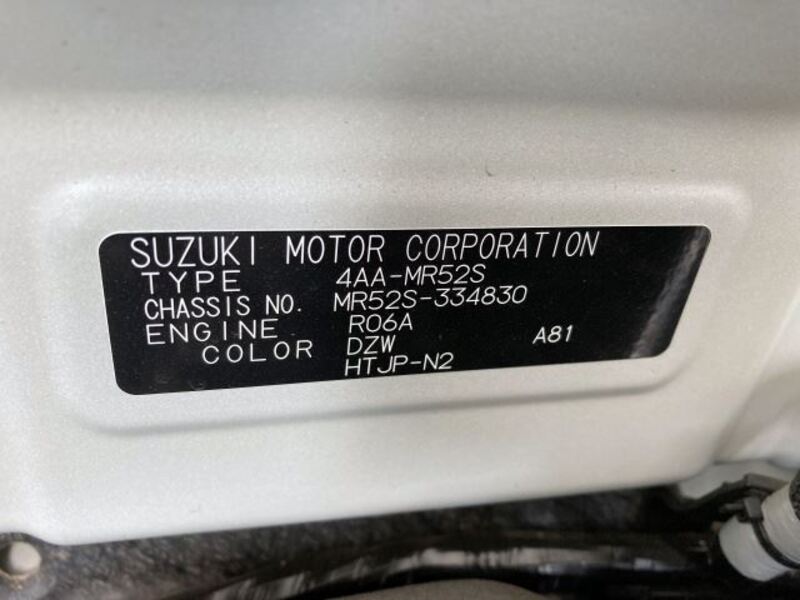 SUZUKI MOTOR CORPORATION
TYPE 4AA-MR52S
CHASSIS NO. MR52S-334830
ENGINE R06A
COLOR DZW A81
HTJP-N2